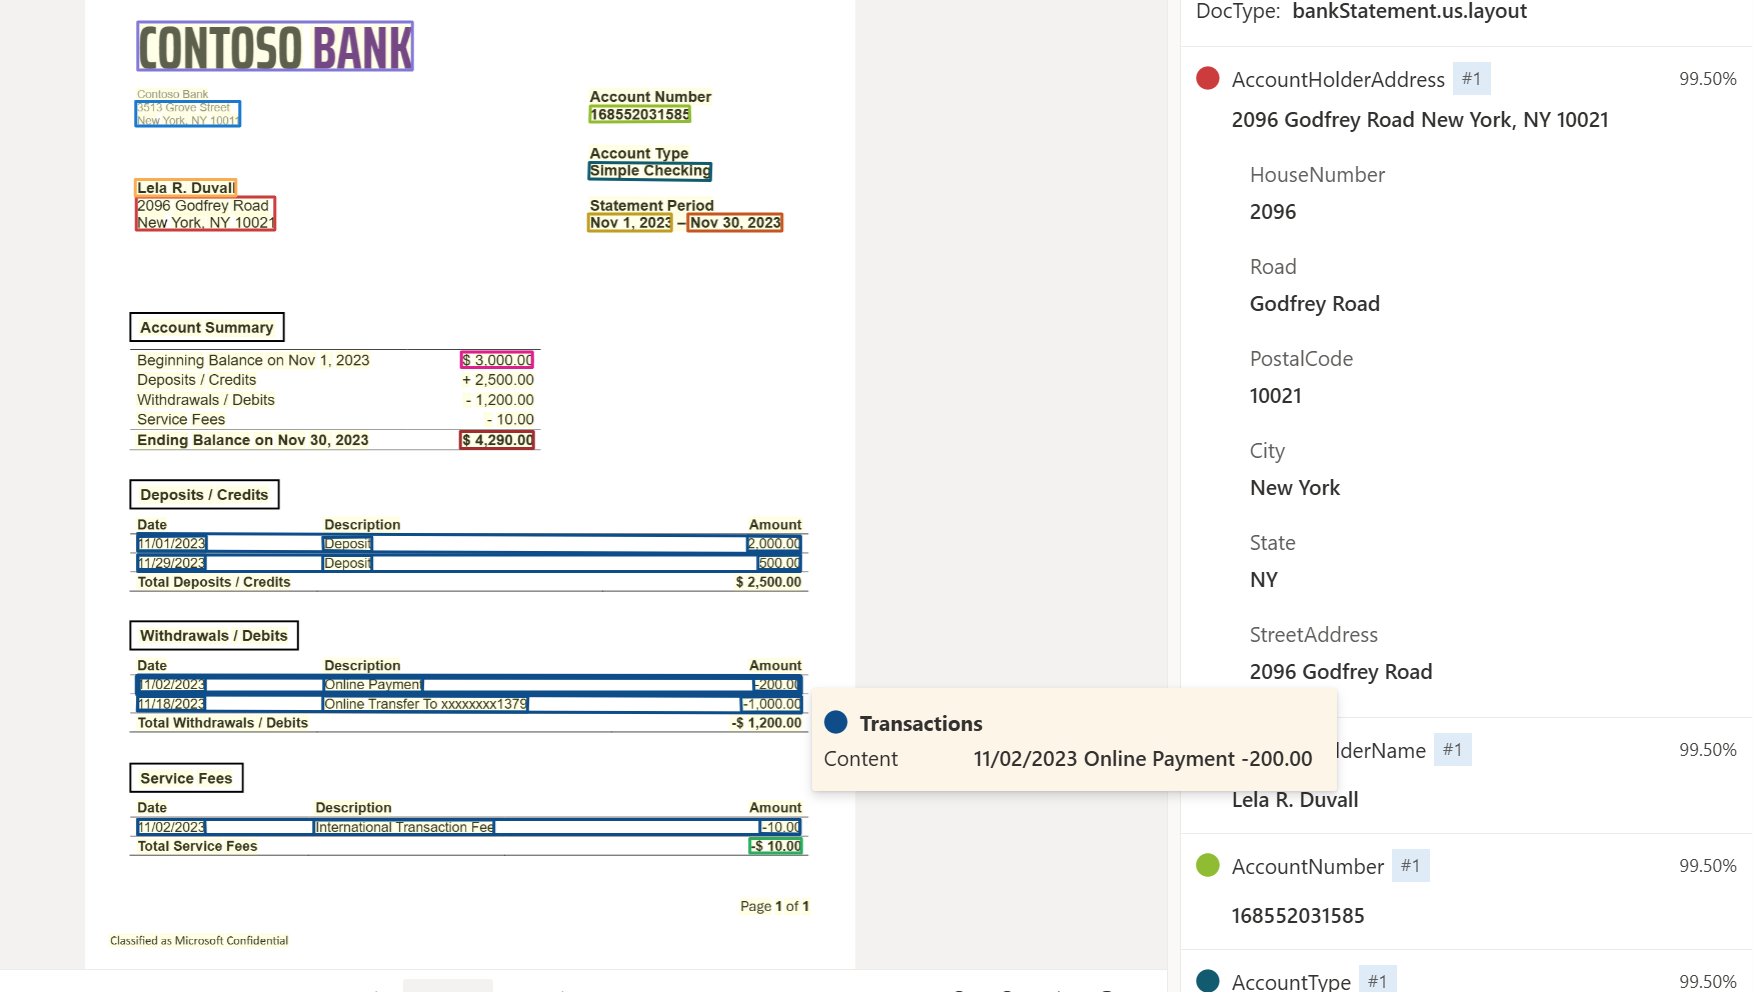 CONTOSO BANK
Contoso Bank
3513 Grove Street
New York, NY 10011
Account Number
168552031585
Account Type
Simple Checking
Lela R. Duvall
2096 Godfrey Road
New York, NY 10021
Statement Period
Nov 1, 2023 – Nov 30, 2023
Account Summary
Beginning Balance on Nov 1, 2023 $ 3,000.00
Deposits / Credits + 2,500.00
Withdrawals / Debits - 1,200.00
Service Fees - 10.00
Ending Balance on Nov 30, 2023 $ 4,290.00
Deposits / Credits
Date Description Amount
11/01/2023 Deposit 2,000.00
11/29/2023 Deposit 500.00
Total Deposits / Credits $ 2,500.00
Withdrawals / Debits
Date Description Amount
11/02/2023 Online Payment -200.00
11/18/2023 Online Transfer To xxxxxxxx1379 -1,000.00
Total Withdrawals / Debits -$ 1,200.00
Service Fees
Date Description Amount
11/02/2023 International Transaction Fee -10.00
Total Service Fees -$ 10.00
Page 1 of 1
Classified as Microsoft Confidential
Transactions
Content 11/02/2023 Online Payment -200.00
DocType: bankStatement.us.layout
AccountHolderAddress #1 99.50%
2096 Godfrey Road New York, NY 10021
HouseNumber
2096
Road
Godfrey Road
PostalCode
10021
City
New York
State
NY
StreetAddress
2096 Godfrey Road
lderName #1 99.50%
Lela R. Duvall
AccountNumber #1 99.50%
168552031585
AccountType #1 99.50%